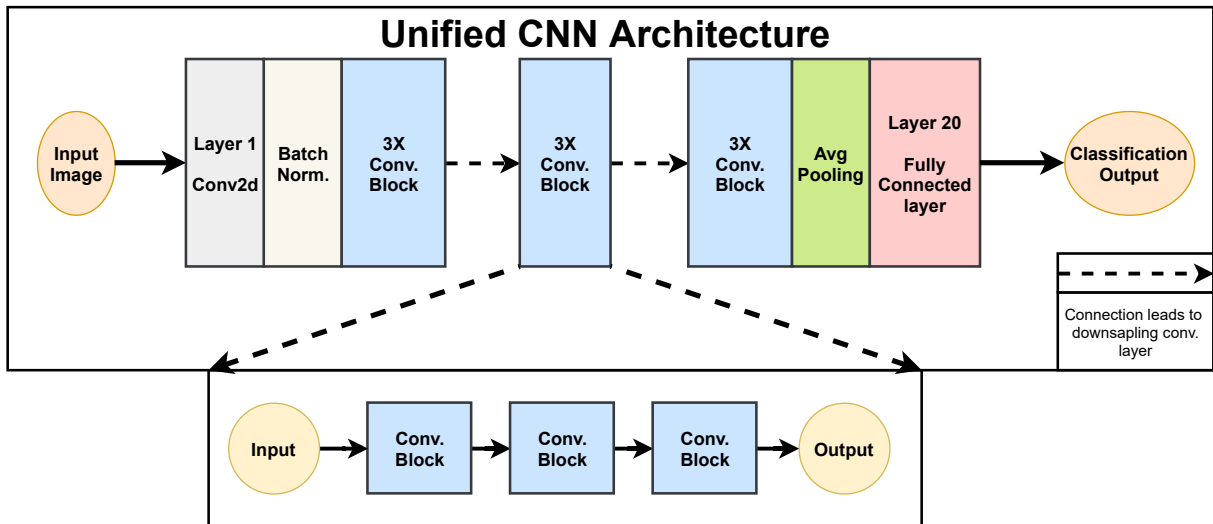 Unified CNN Architecture
Input
Image
Layer 1
Conv2d
Batch
Norm.
3X
Conv.
Block
3X
Conv.
Block
3X
Conv.
Block
Avg
Pooling
Layer 20
Fully
Connected
layer
Classification
Output
Connection leads to
downsapling conv.
layer
Input
Conv.
Block
Conv.
Block
Conv.
Block
Output